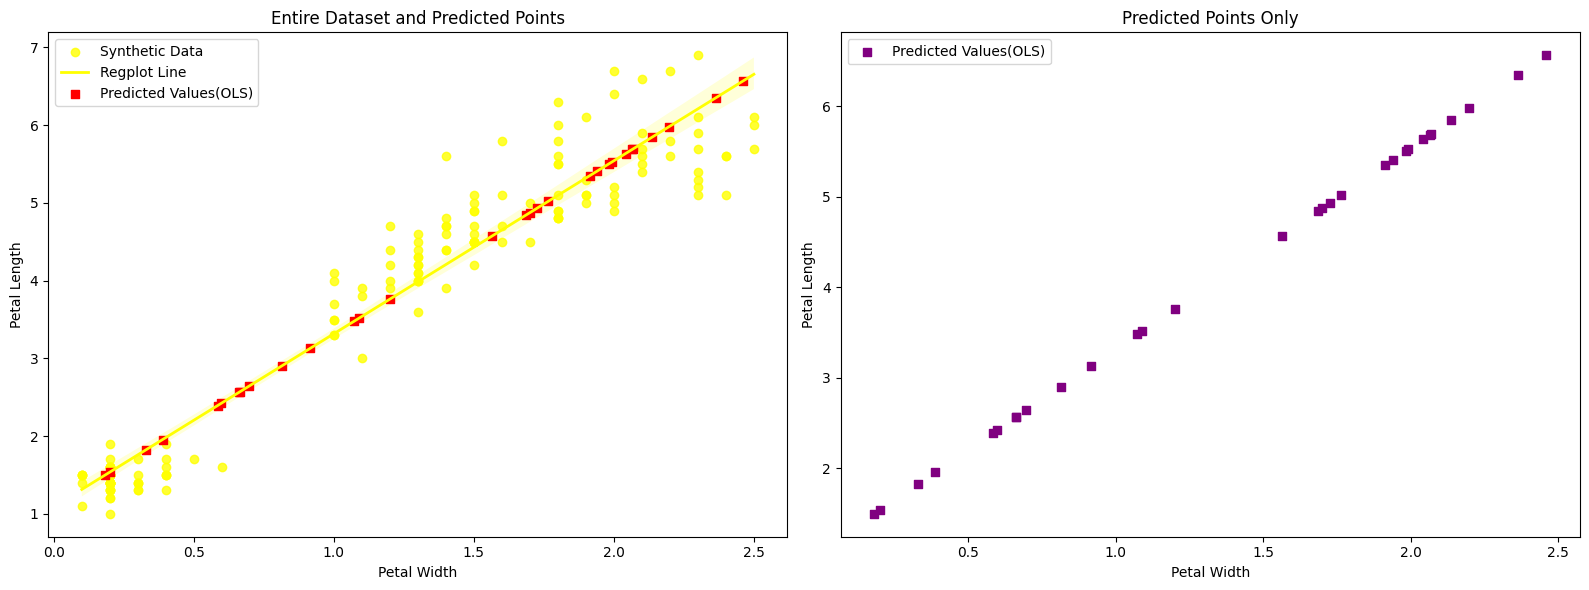 Entire Dataset and Predicted Points
Synthetic Data
Regplot Line
Predicted Values(OLS)
7
6
5
4
3
2
1
Petal Length
0.0 0.5 1.0 1.5 2.0 2.5
Petal Width
Predicted Points Only
Predicted Values(OLS)
6
5
4
3
2
Petal Length
0.5 1.0 1.5 2.0 2.5
Petal Width